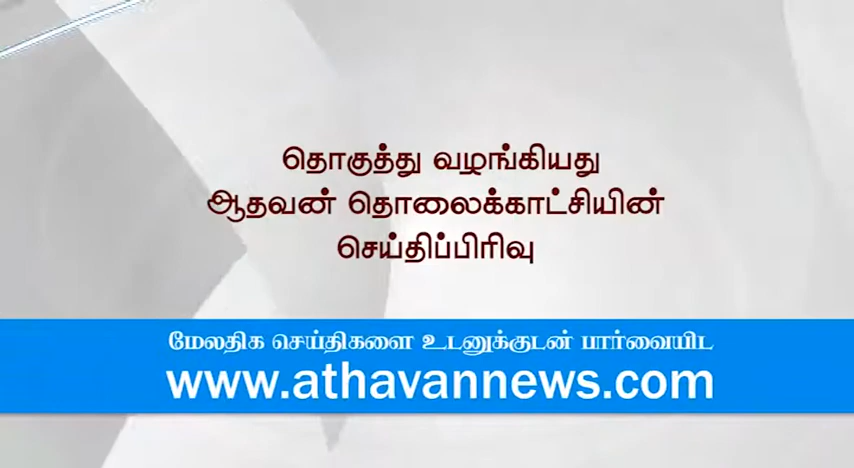 தொகுத்து வழங்கியது
ஆதவன் தொலைக்காட்சியின்
செய்திப்பிரிவு
மேலதிக செய்திகளை உடனுக்குடன் பார்வையிட
www.athavannews.com